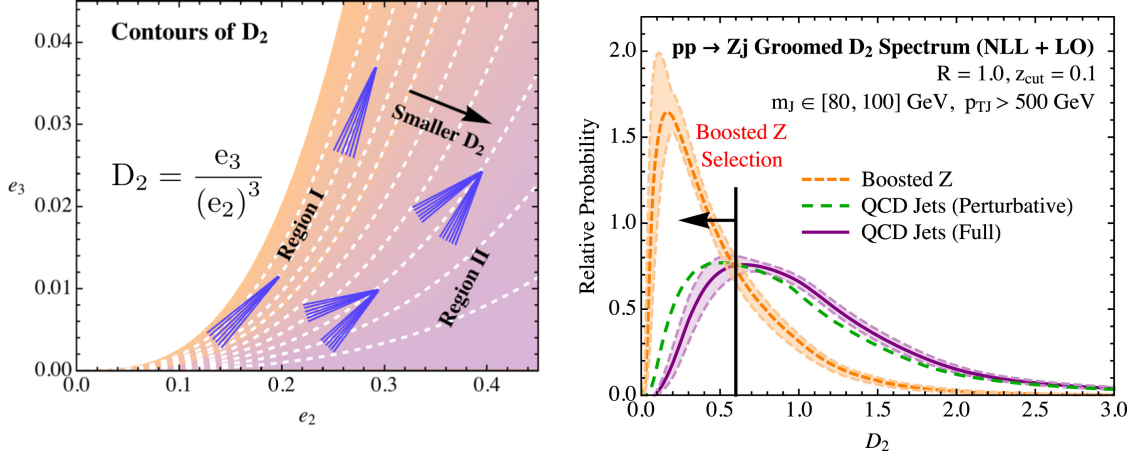 Contours of D₂
D₂ = e₃ / (e₂)³
Smaller D₂
Region I
Region II
e₃
0.04
0.03
0.02
0.01
0.00
0.0 0.1 0.2 0.3 0.4
e₂
pp → Zj Groomed D₂ Spectrum (NLL + LO)
R = 1.0, z_cut = 0.1
m_J ∈ [80, 100] GeV, p_TJ > 500 GeV
Boosted Z
Selection
Boosted Z
QCD Jets (Perturbative)
QCD Jets (Full)
Relative Probability
2.0
1.5
1.0
0.5
0.0
0.0 0.5 1.0 1.5 2.0 2.5 3.0
D₂